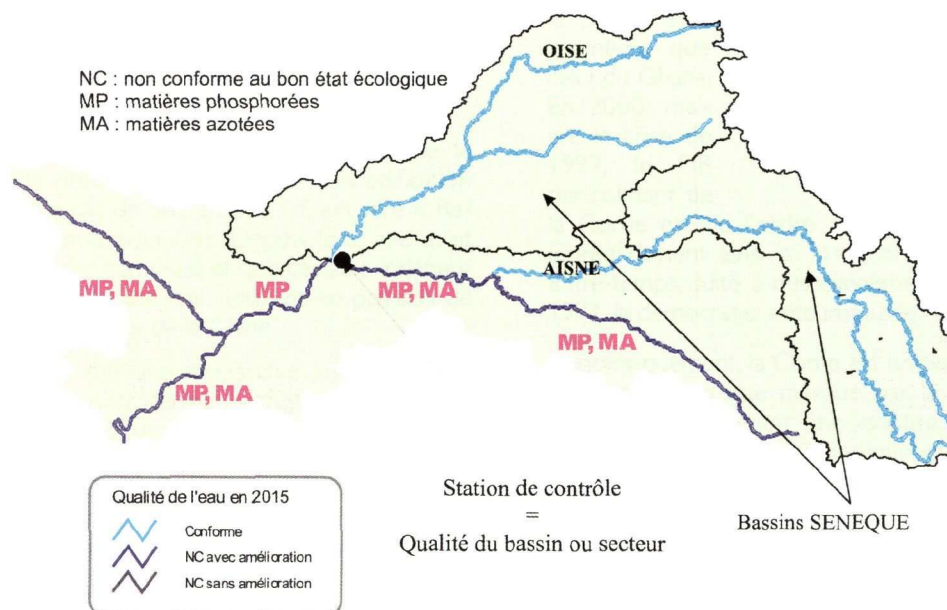 OISE
NC : non conforme au bon état écologique
MP : matières phosphorées
MA : matières azotées
AISNE
MP, MA
MP
MP, MA
MP, MA
MP, MA
Qualité de l'eau en 2015
Conforme
NC avec amélioration
NC sans amélioration
Station de contrôle
=
Qualité du bassin ou secteur
Bassins SENEQUE